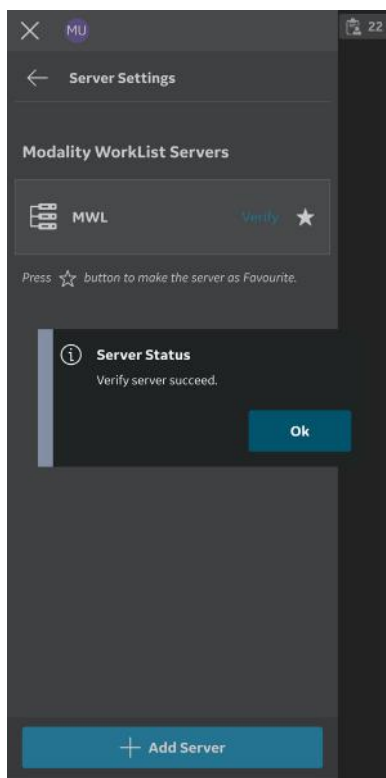 MU
22
Server Settings
Modality WorkList Servers
MWL Verify
Press button to make the server as Favourite.
Server Status
Verify server succeed.
Ok
Add Server